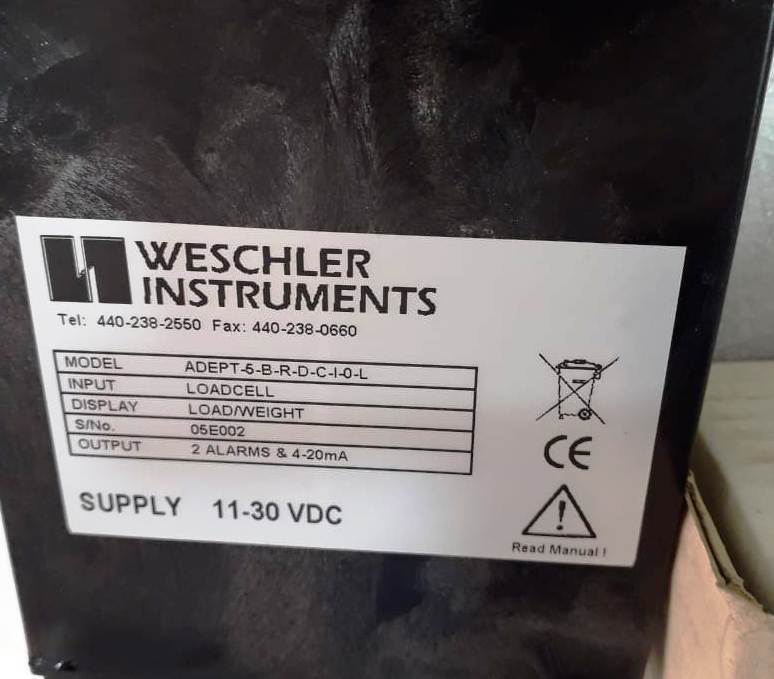 WESCHLER
INSTRUMENTS
Tel: 440-238-2550 Fax: 440-238-0660
MODEL ADEPT-5-B-R-D-C-I-0-L
INPUT LOADCELL
DISPLAY LOAD/WEIGHT
S/No. 05E002
OUTPUT 2 ALARMS & 4-20mA
SUPPLY 11-30 VDC
CE
Read Manual !